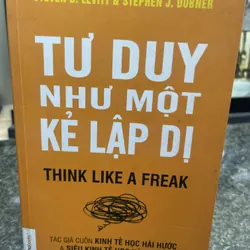 STEVEN D. LEVITT & STEPHEN J. DUBNER
TƯ DUY
NHƯ MỘT
KẺ LẬP DỊ
THINK LIKE A FREAK
TÁC GIẢ CUỐN KINH TẾ HỌC HÀI HƯỚC
& SIÊU KINH TẾ